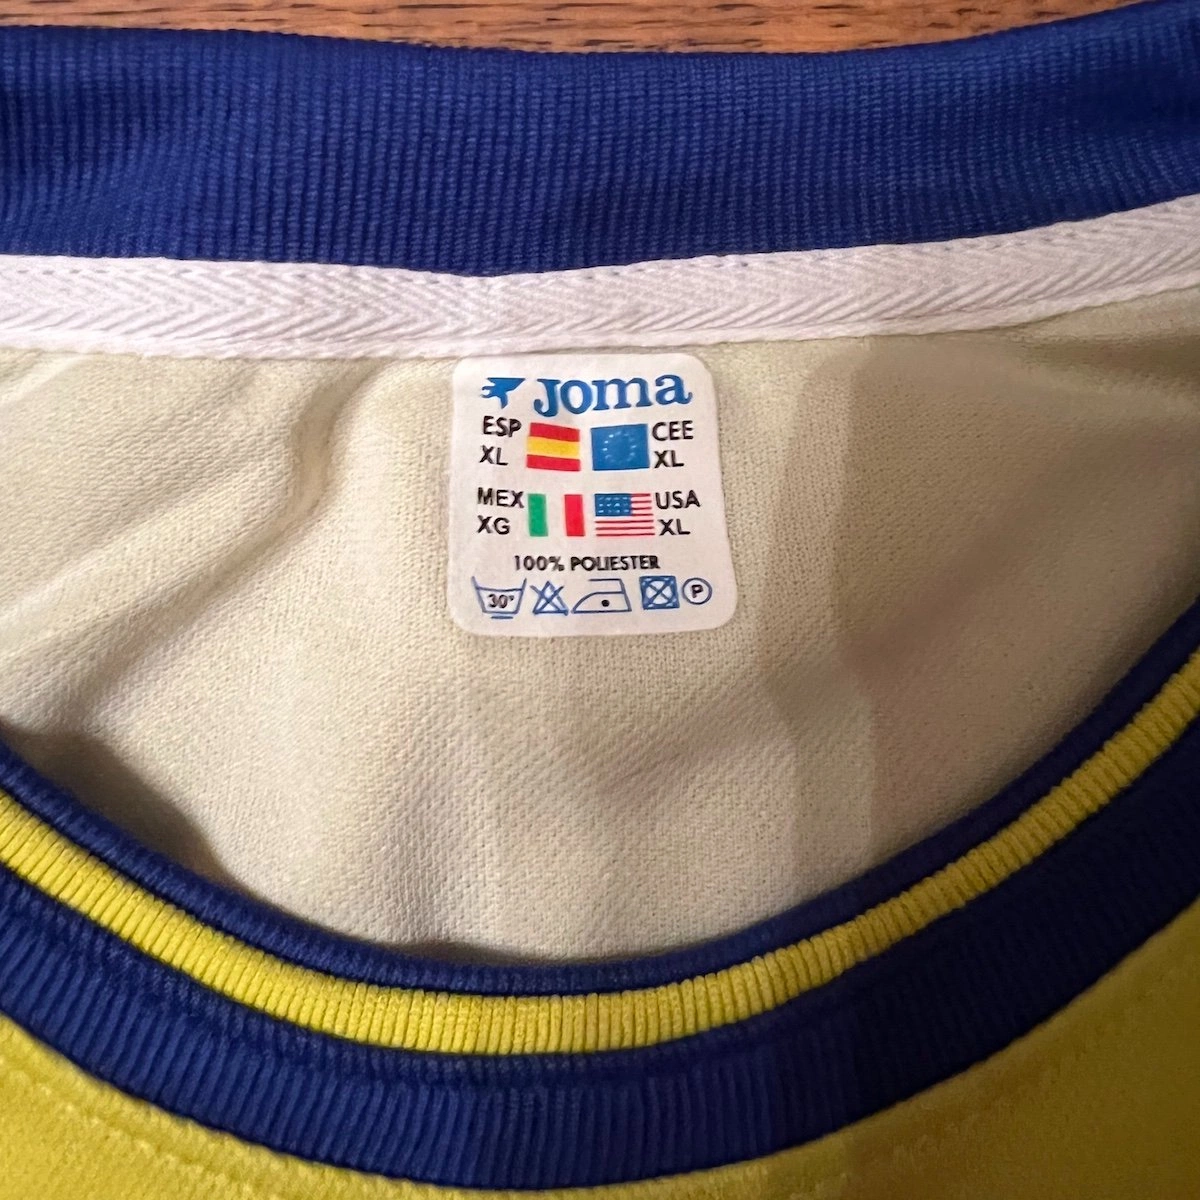 Joma
ESP CEE
XL XL
MEX USA
XG XL
100% POLIESTER
30° P